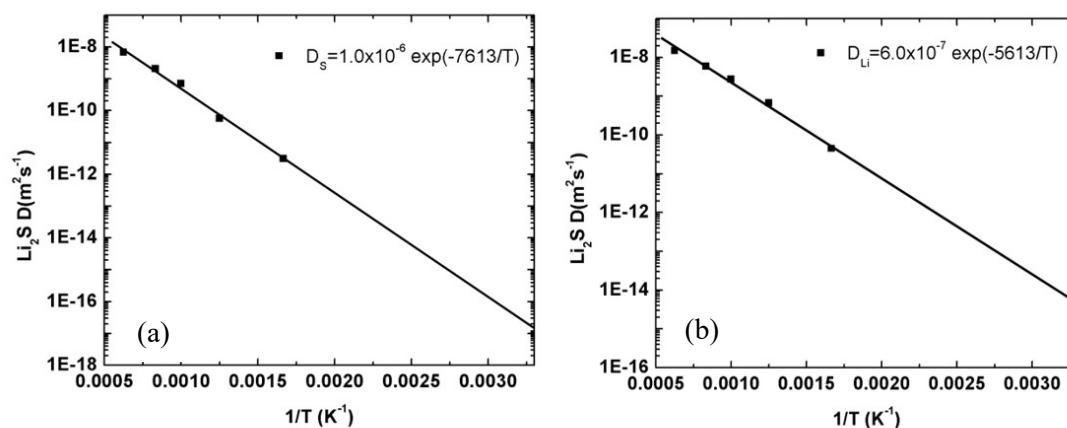 D_S=1.0x10⁻⁶ exp(-7613/T)
1E-8
1E-10
1E-12
1E-14
1E-16
1E-18
Li₂S D(m²s⁻¹)
(a)
0.0005 0.0010 0.0015 0.0020 0.0025 0.0030
1/T (K⁻¹)
D_Li=6.0x10⁻⁷ exp(-5613/T)
1E-8
1E-10
1E-12
1E-14
1E-16
Li₂S D(m²s⁻¹)
(b)
0.0005 0.0010 0.0015 0.0020 0.0025 0.0030
1/T (K⁻¹)